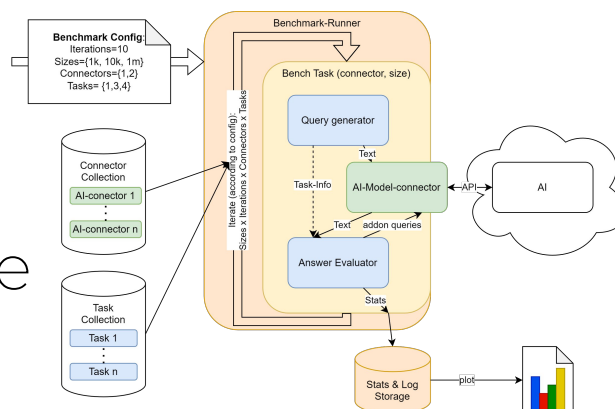 Benchmark-Runner
Benchmark Config:
Iterations=10
Sizes={1k, 10k, 1m}
Connectors={1,2}
Tasks= {1,3,4}
Bench Task (connector, size)
Query generator
Text
Task-Info
AI-Model-connector
API
AI
Text
addon queries
Answer Evaluator
Stats
Iterate (according to config):
Sizes x Iterations x Connectors x Tasks
Connector
Collection
AI-conector 1
AI-connector n
e
Task
Collection
Task 1
Task n
Stats & Log
Storage
plot